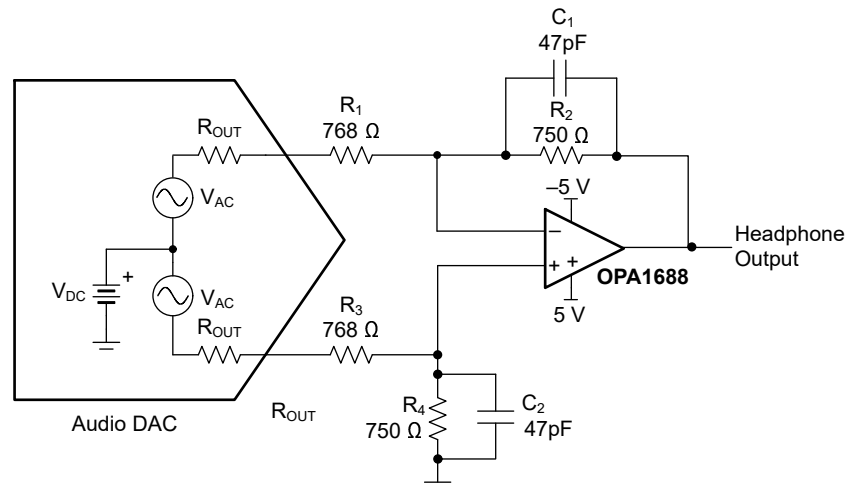 C1
47pF
R1
768 Ω
R2
750 Ω
ROUT
VAC
–5 V
–
+ +
OPA1688
5 V
Headphone
Output
VDC
+
VAC
ROUT
R3
768 Ω
ROUT
R4
750 Ω
C2
47pF
Audio DAC